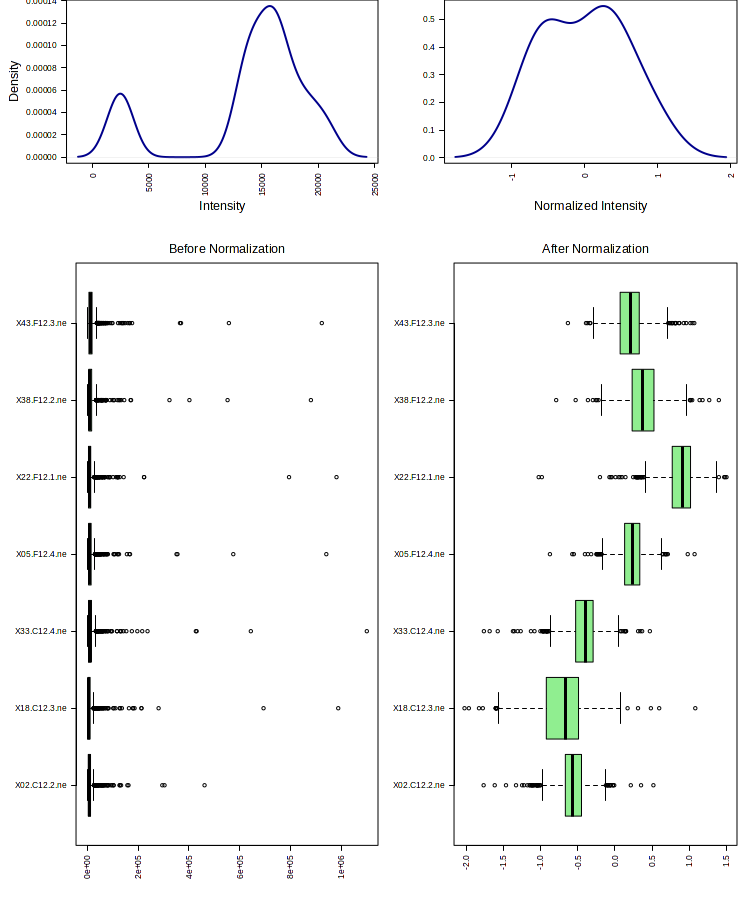 0.00014
0.00012
0.00010
0.00008
0.00006
0.00004
0.00002
0.00000
Density
0
5000
10000
15000
20000
25000
Intensity
0.5
0.4
0.3
0.2
0.1
0.0
-1
0
1
2
Normalized Intensity
Before Normalization
X43.F12.3.ne
X38.F12.2.ne
X22.F12.1.ne
X05.F12.4.ne
X33.C12.4.ne
X18.C12.3.ne
X02.C12.2.ne
0e+00
2e+05
4e+05
6e+05
8e+05
1e+06
After Normalization
X43.F12.3.ne
X38.F12.2.ne
X22.F12.1.ne
X05.F12.4.ne
X33.C12.4.ne
X18.C12.3.ne
X02.C12.2.ne
-2.0
-1.5
-1.0
-0.5
0.0
0.5
1.0
1.5